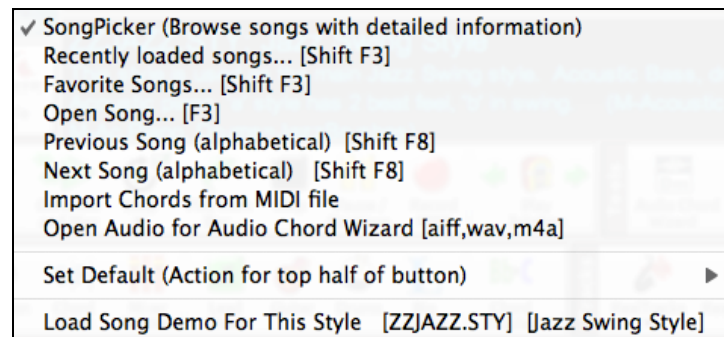 ✓ SongPicker (Browse songs with detailed information)
Recently loaded songs... [Shift F3]
Favorite Songs... [Shift F3]
Open Song... [F3]
Previous Song (alphabetical) [Shift F8]
Next Song (alphabetical) [Shift F8]
Import Chords from MIDI file
Open Audio for Audio Chord Wizard [aiff,wav,m4a]
Set Default (Action for top half of button)
Load Song Demo For This Style [ZZJAZZ.STY] [Jazz Swing Style]